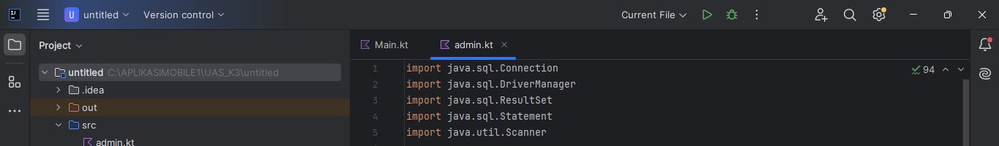 U untitled Version control Current File
Project
Main.kt admin.kt
untitled C:\APLIKASIMOBILE1\UAS_K3\untitled
.idea
out
src
admin.kt
1 import java.sql.Connection
2 import java.sql.DriverManager
3 import java.sql.ResultSet
4 import java.sql.Statement
5 import java.util.Scanner
94